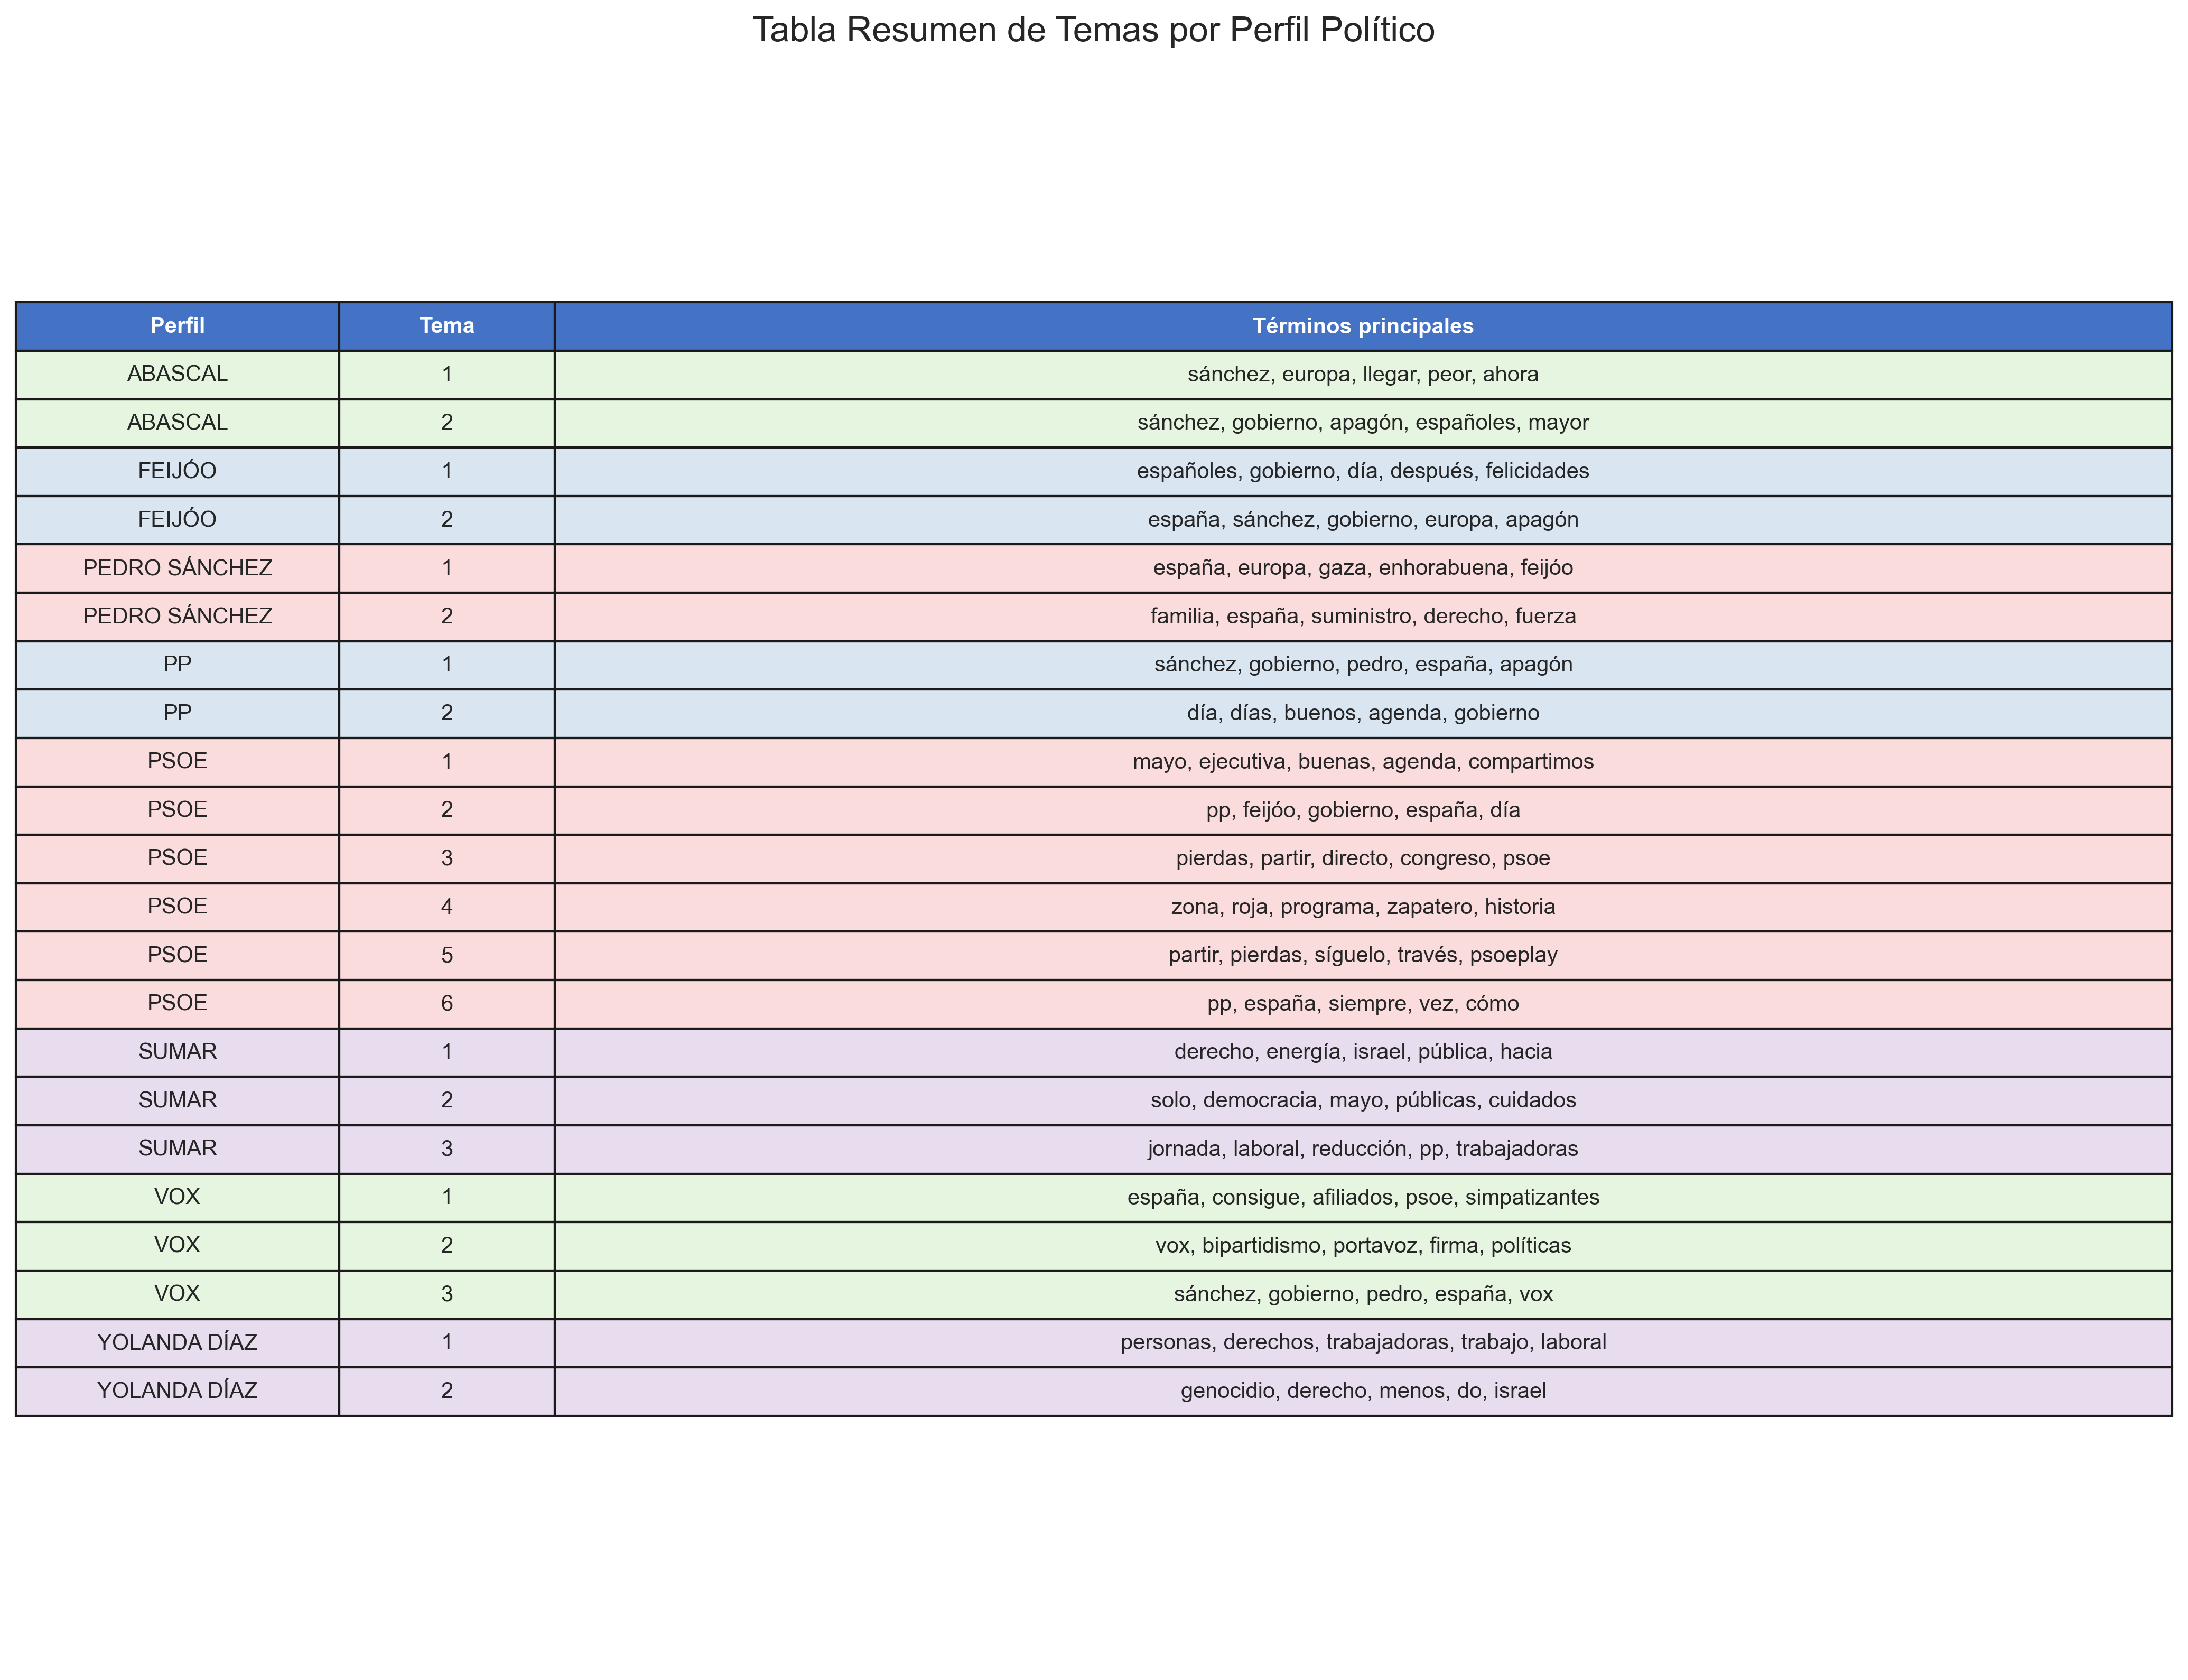 Tabla Resumen de Temas por Perfil Político
Perfil Tema Términos principales
ABASCAL 1 sánchez, europa, llegar, peor, ahora
ABASCAL 2 sánchez, gobierno, apagón, españoles, mayor
FEIJÓO 1 españoles, gobierno, día, después, felicidades
FEIJÓO 2 españa, sánchez, gobierno, europa, apagón
PEDRO SÁNCHEZ 1 españa, europa, gaza, enhorabuena, feijóo
PEDRO SÁNCHEZ 2 familia, españa, suministro, derecho, fuerza
PP 1 sánchez, gobierno, pedro, españa, apagón
PP 2 día, días, buenos, agenda, gobierno
PSOE 1 mayo, ejecutiva, buenas, agenda, compartimos
PSOE 2 pp, feijóo, gobierno, españa, día
PSOE 3 pierdas, partir, directo, congreso, psoe
PSOE 4 zona, roja, programa, zapatero, historia
PSOE 5 partir, pierdas, síguelo, través, psoeplay
PSOE 6 pp, españa, siempre, vez, cómo
SUMAR 1 derecho, energía, israel, pública, hacia
SUMAR 2 solo, democracia, mayo, públicas, cuidados
SUMAR 3 jornada, laboral, reducción, pp, trabajadoras
VOX 1 españa, consigue, afiliados, psoe, simpatizantes
VOX 2 vox, bipartidismo, portavoz, firma, políticas
VOX 3 sánchez, gobierno, pedro, españa, vox
YOLANDA DÍAZ 1 personas, derechos, trabajadoras, trabajo, laboral
YOLANDA DÍAZ 2 genocidio, derecho, menos, do, israel